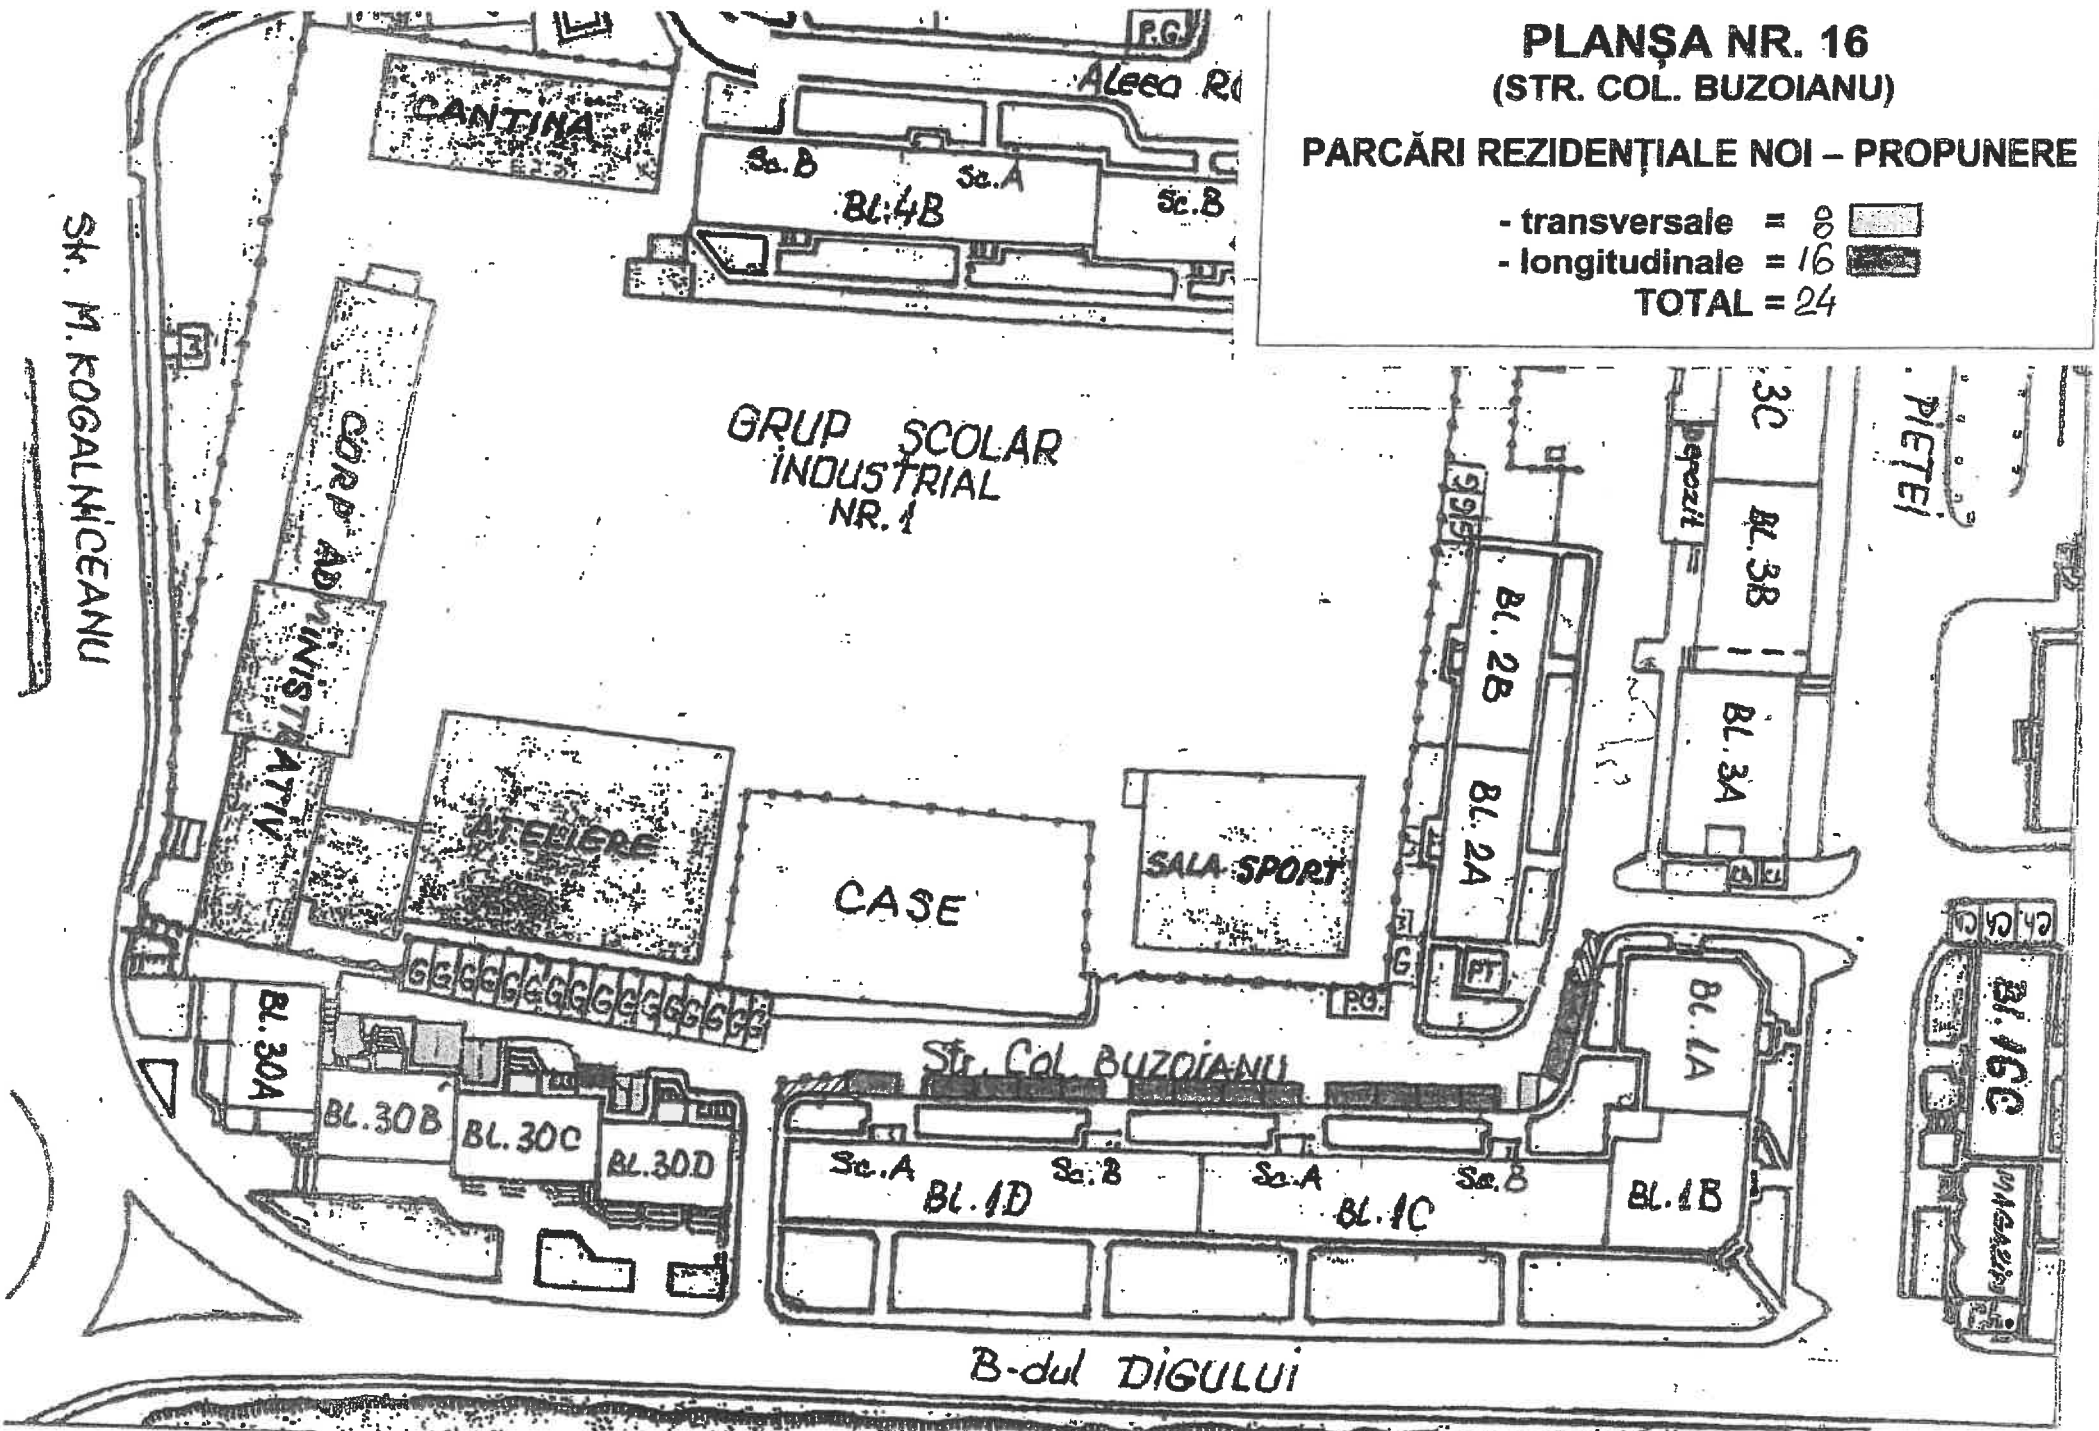 PLANȘA NR. 16
(STR. COL. BUZOIANU)
PARCĂRI REZIDENȚIALE NOI – PROPUNERE
- transversale = 8
- longitudinale = 16
TOTAL = 24
P.G.
Aleea
CANTINA
Sc.B
Sc.A
BL.4B
Sc.B
Str. M. KOGALNICEANU
M
CORP ADMINISTRATIV
GRUP ȘCOLAR
INDUSTRIAL
NR. 1
3C
PIETEI
Depozit
BL. 3B
BL. 3A
G G G
BL. 2B
BL. 2A
ATELIERE
CASE
SALA SPORT
M
G
PT
P.G.
G G G G G G G G G G G G G G G
BL. 30A
BL. 30B
BL. 30C
BL. 30D
Str. Col. BUZOIANU
BL. 1A
BL. 16C
Sc.A
Sc.B
BL. 1D
Sc.A
Sc.B
BL. 1C
BL. 1B
MAGAZIN
B-dul DIGULUI